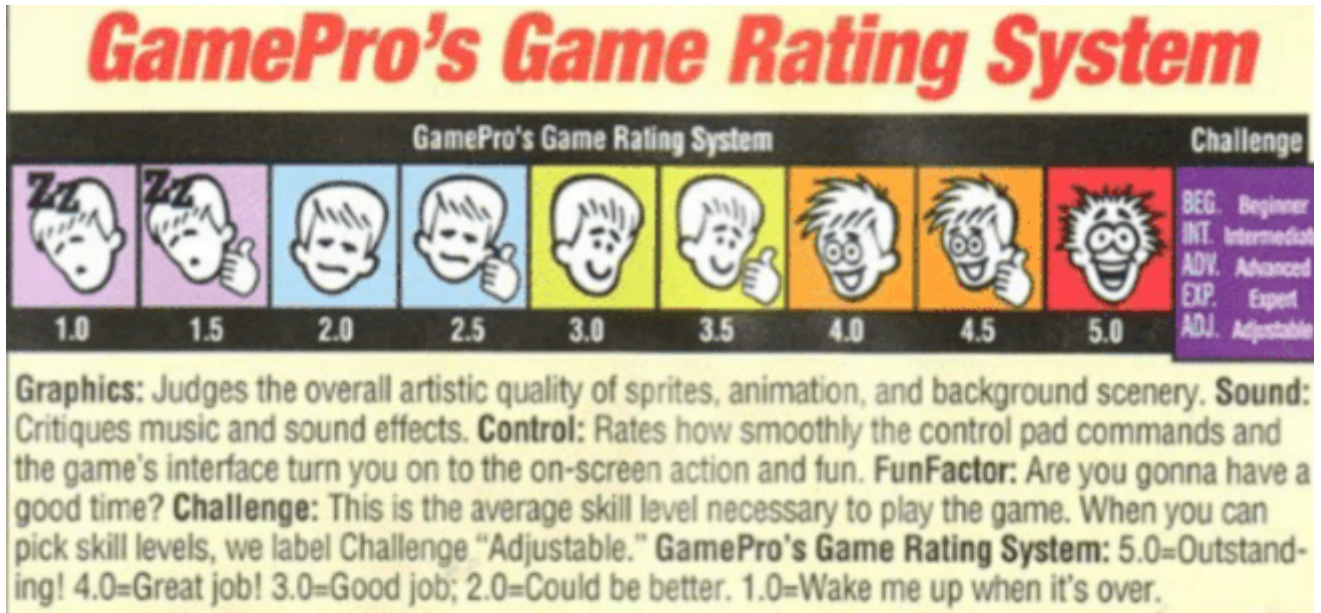 GamePro's Game Rating System
GamePro's Game Rating System Challenge
Zz Zz
BEG. Beginner
INT. Intermediat
ADV. Advanced
EXP. Expert
ADJ. Adjustable
1.0 1.5 2.0 2.5 3.0 3.5 4.0 4.5 5.0
Graphics: Judges the overall artistic quality of sprites, animation, and background scenery. Sound:
Critiques music and sound effects. Control: Rates how smoothly the control pad commands and
the game's interface turn you on to the on-screen action and fun. FunFactor: Are you gonna have a
good time? Challenge: This is the average skill level necessary to play the game. When you can
pick skill levels, we label Challenge "Adjustable." GamePro's Game Rating System: 5.0=Outstand-
ing! 4.0=Great job! 3.0=Good job; 2.0=Could be better. 1.0=Wake me up when it's over.